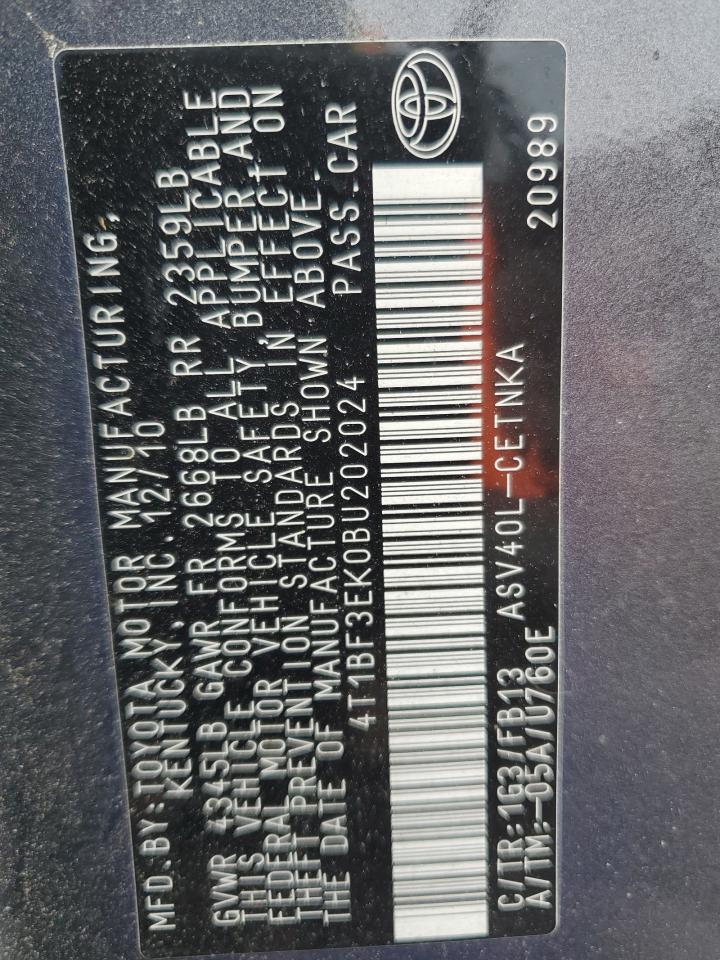 MFD.BY:TOYOTA MOTOR MANUFACTURING,
KENTUCKY,INC.12/10
GVWR 4345LB GAWR FR 2668LB RR 2359LB
THIS VEHICLE CONFORMS TO ALL APPLICABLE
FEDERAL MOTOR VEHICLE SAFETY,BUMPER,AND
THEFT PREVENTION STANDARDS IN EFFECT ON
THE DATE OF MANUFACTURE SHOWN ABOVE.
4T1BF3EK0BU202024 PASS.CAR
C/TR:1G3/FB13 ASV40L-CETNKA
A/TM:-05A/U760E 20989